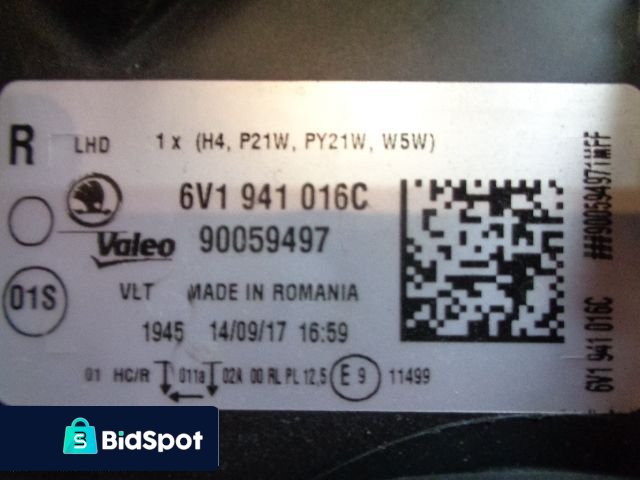 R LHD 1 x (H4, P21W, PY21W, W5W)
6V1 941 016C
Valeo 90059497
01S
VLT MADE IN ROMANIA
1945 14/09/17 16:59
01 HC/R 011a 02A 00 RL PL 12,5 E 9 11499
6V1 941 016C ###90059497
BidSpot